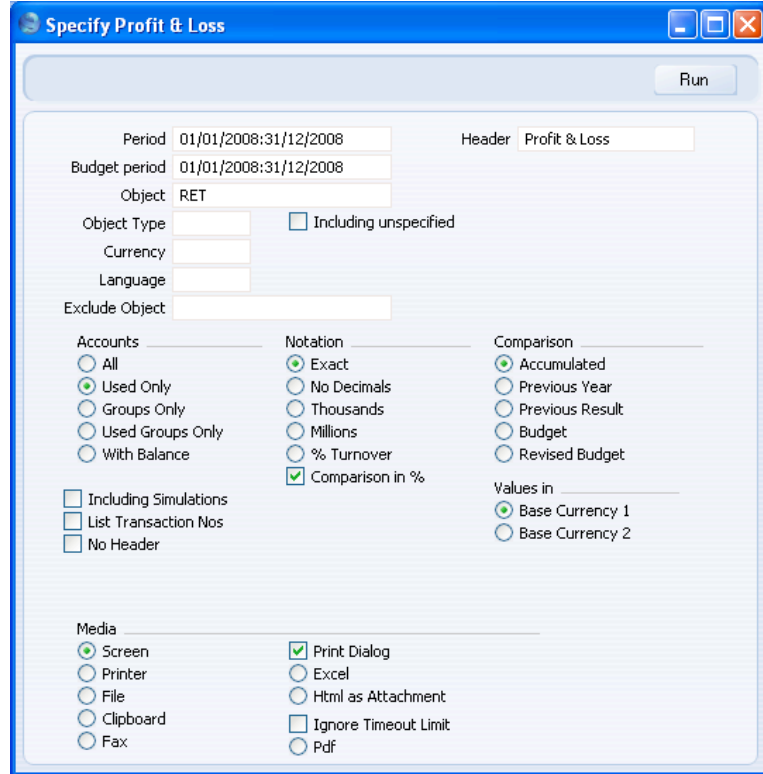 Specify Profit & Loss
Run
Period 01/01/2008:31/12/2008 Header Profit & Loss
Budget period 01/01/2008:31/12/2008
Object RET
Object Type Including unspecified
Currency
Language
Exclude Object
Accounts Notation Comparison
All Exact Accumulated
Used Only No Decimals Previous Year
Groups Only Thousands Previous Result
Used Groups Only Millions Budget
With Balance % Turnover Revised Budget
Comparison in %
Values in
Including Simulations
Base Currency 1
List Transaction Nos
Base Currency 2
No Header
Media
Screen Print Dialog
Printer Excel
File Html as Attachment
Clipboard Ignore Timeout Limit
Fax Pdf